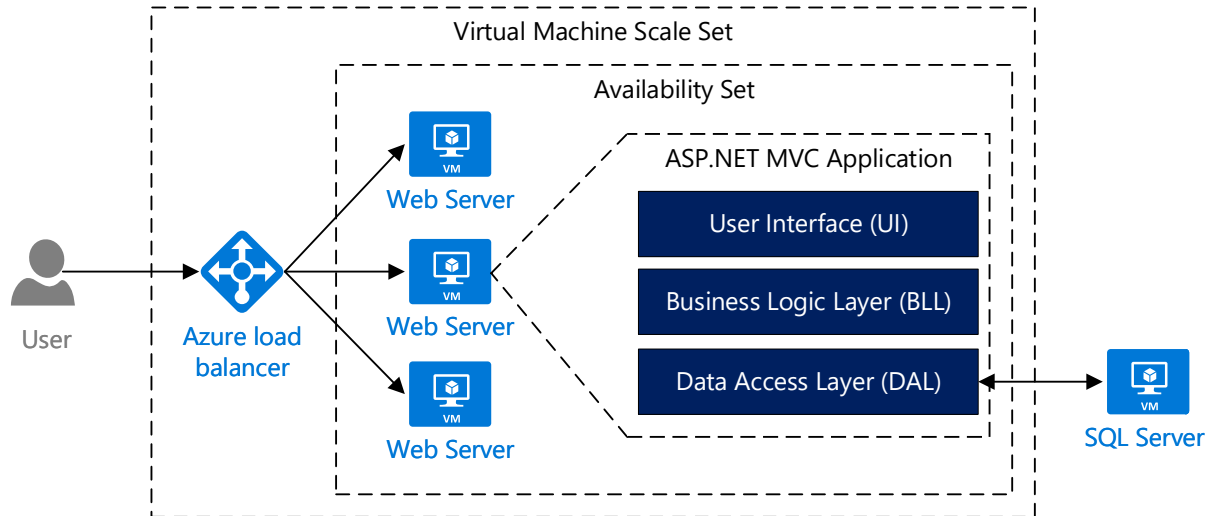 Virtual Machine Scale Set
Availability Set
VM
Web Server
ASP.NET MVC Application
User Interface (UI)
Business Logic Layer (BLL)
Data Access Layer (DAL)
User
Azure load
balancer
VM
Web Server
VM
Web Server
VM
SQL Server